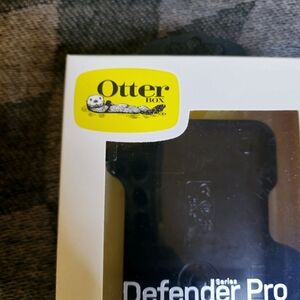 Otter
BOX
Series
Defender Pro